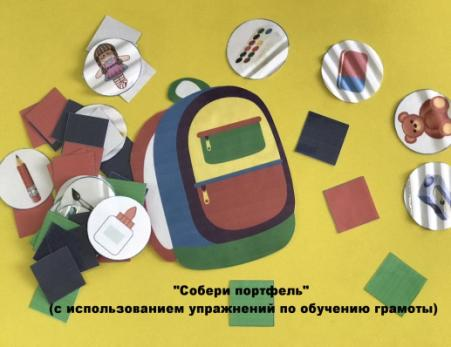 "Собери портфель"
(с использованием упражнений по обучению грамоты)